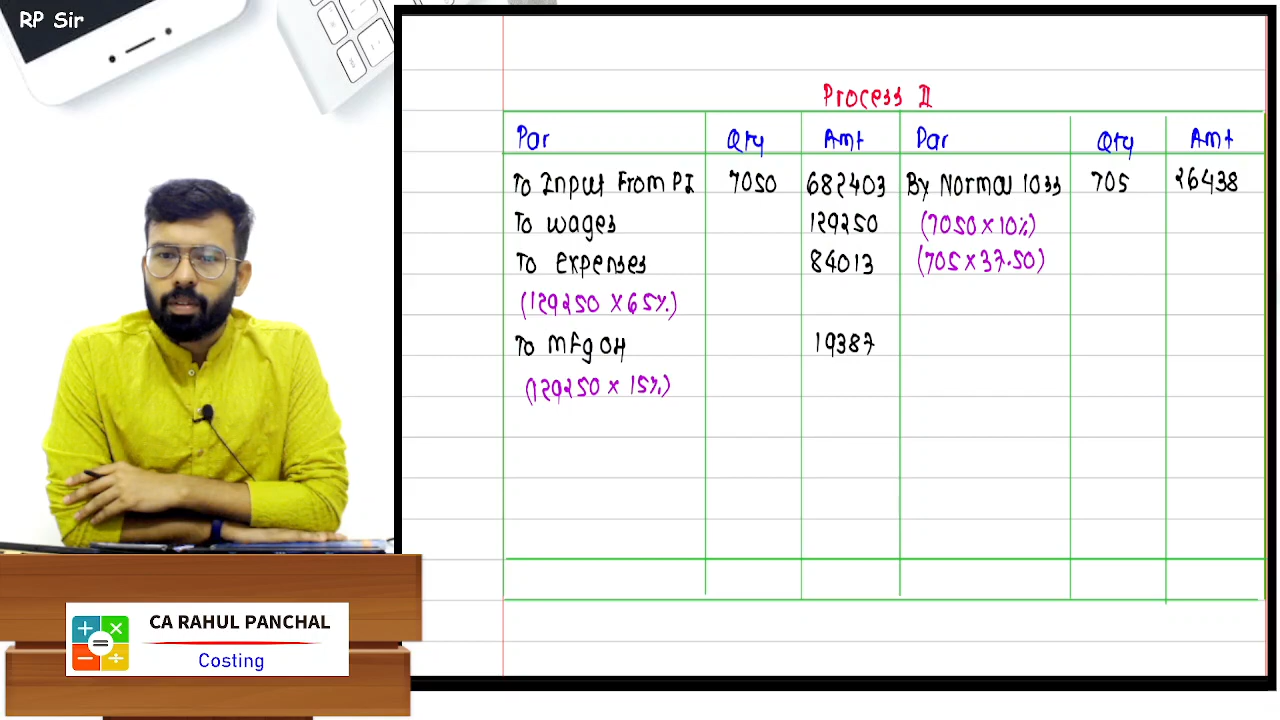 RP Sir
Process II
Par Qty Amt Par Qty Amt
To Input From PI 7050 682403 By Normal loss 705 26438
To wages 129250 (7050 × 10%)
To Expenses 84013 (705 × 37.50)
(129250 × 65%)
To MFg OH 19387
(129250 × 15%)
CA RAHUL PANCHAL
Costing